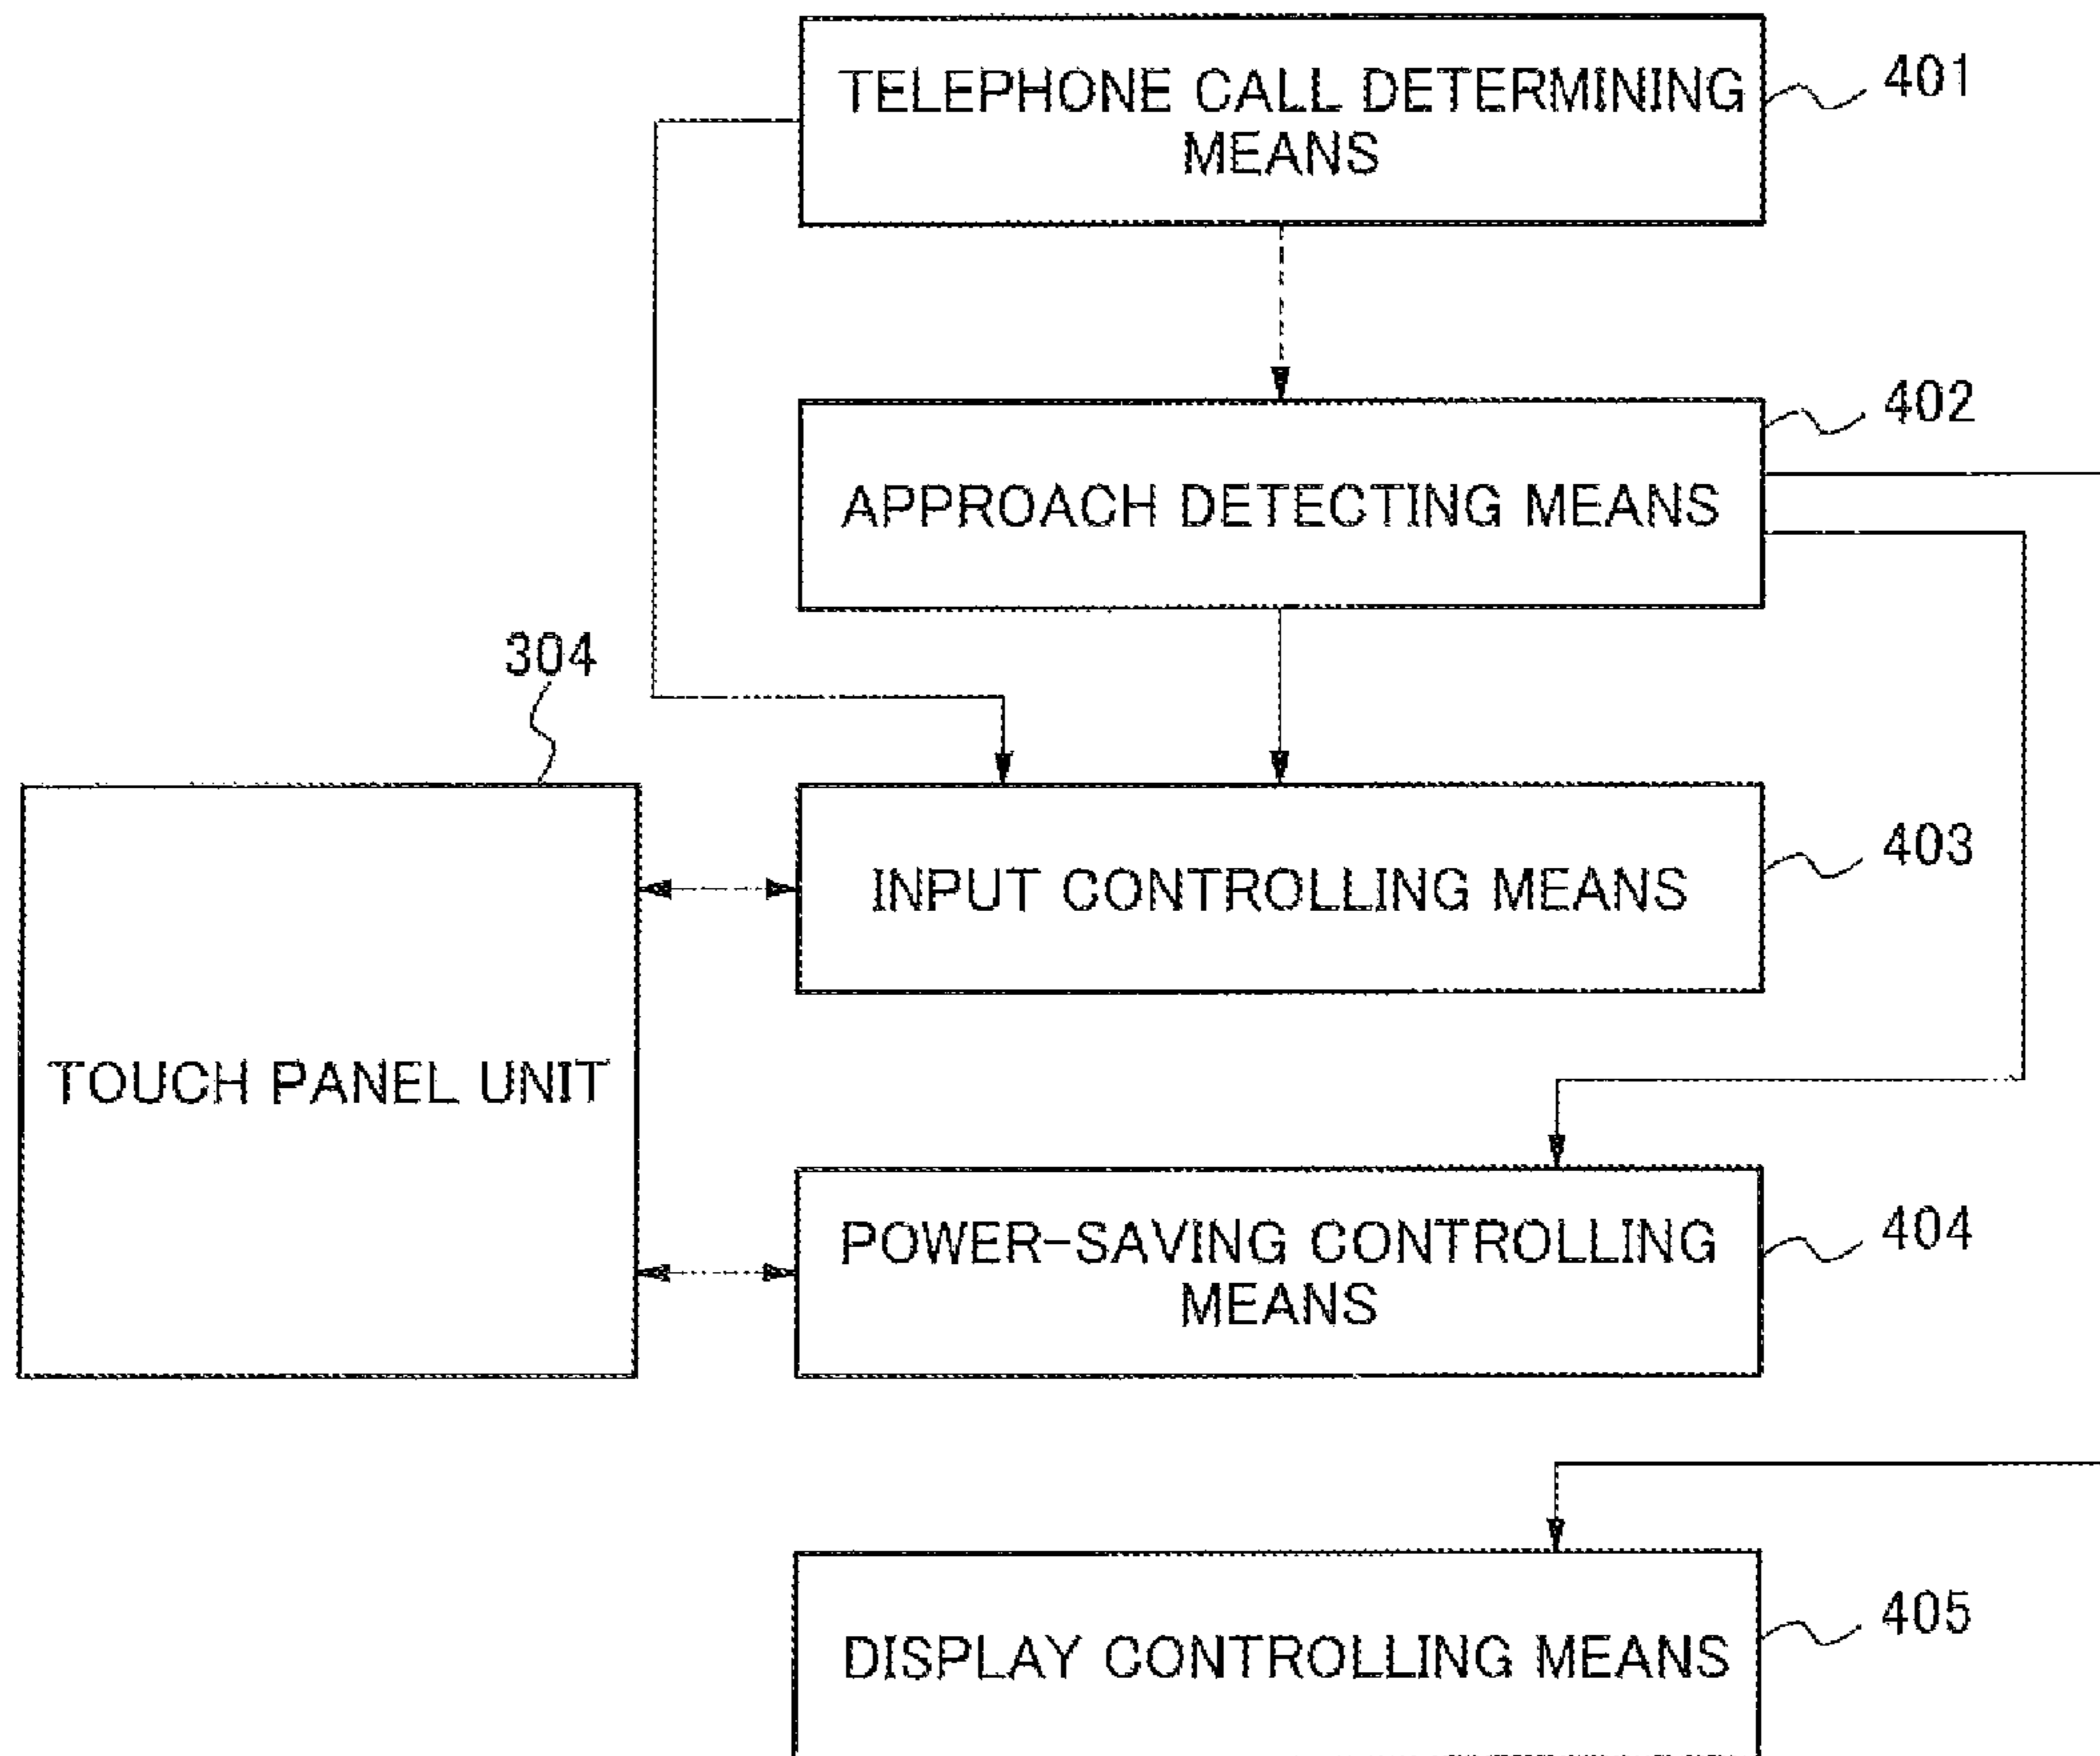 TELEPHONE CALL DETERMINING
MEANS
401
402
APPROACH DETECTING MEANS
304
403
INPUT CONTROLLING MEANS
TOUCH PANEL UNIT
404
POWER-SAVING CONTROLLING
MEANS
405
DISPLAY CONTROLLING MEANS